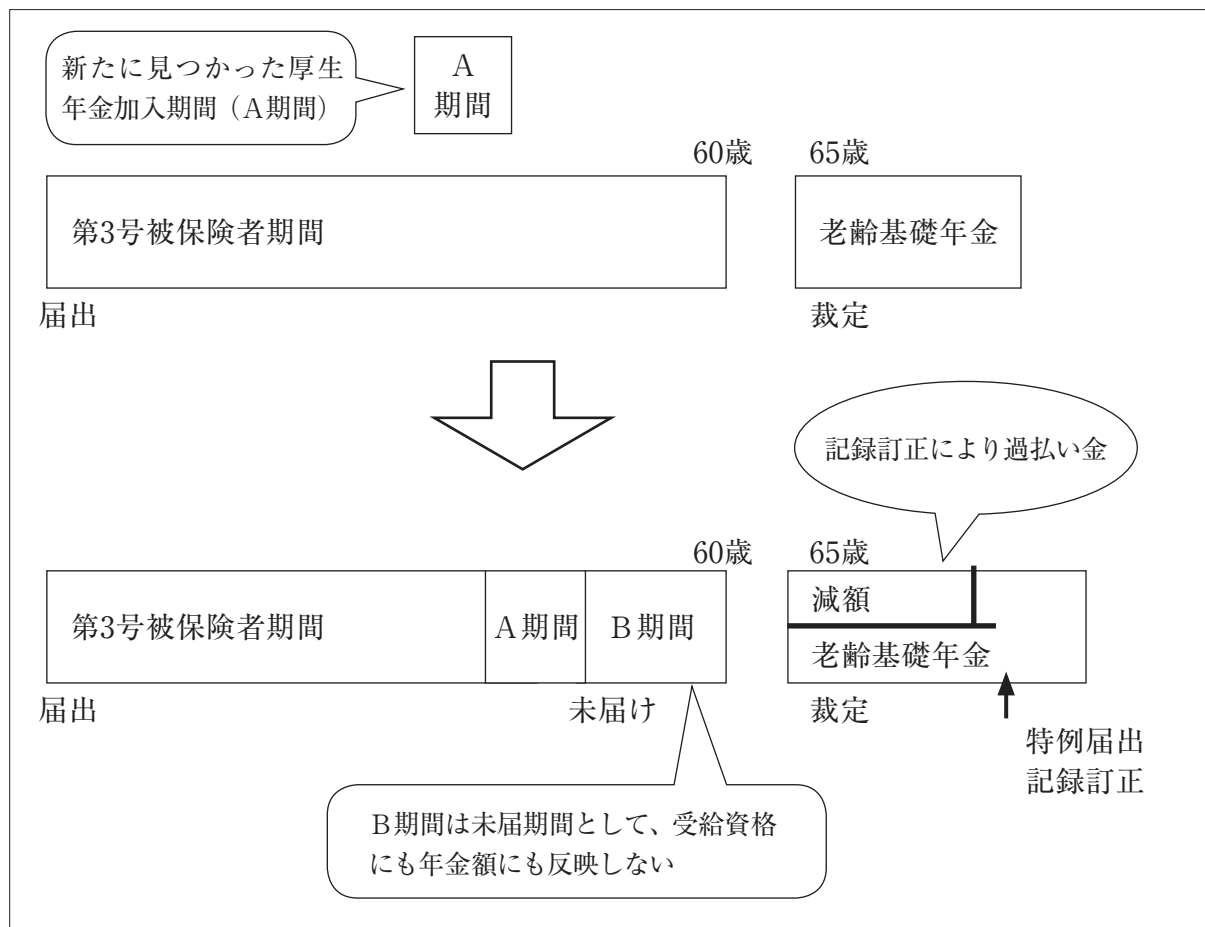 新たに見つかった厚生
年金加入期間（A期間）
A
期間
60歳
65歳
第3号被保険者期間
老齢基礎年金
届出
裁定
記録訂正により過払い金
60歳
65歳
第3号被保険者期間
A期間
B期間
減額
老齢基礎年金
届出
未届け
裁定
特例届出
記録訂正
B期間は未届期間として、受給資格
にも年金額にも反映しない